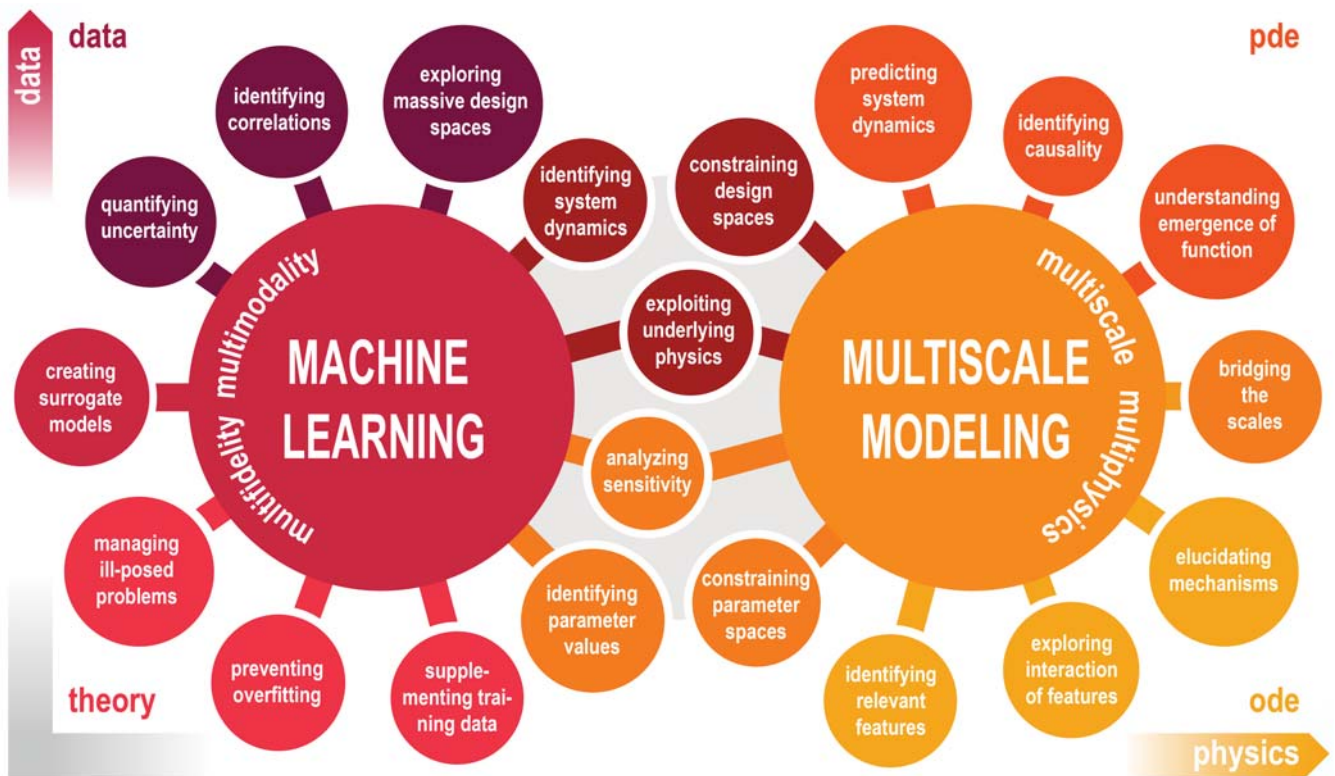 data
data
pde
identifying
correlations
exploring
massive design
spaces
predicting
system
dynamics
identifying
causality
quantifying
uncertainty
identifying
system
dynamics
constraining
design
spaces
understanding
emergence of
function
multifidelity multimodality
MACHINE
LEARNING
exploiting
underlying
physics
MULTISCALE
MODELING
multiscale multiphysics
creating
surrogate
models
bridging
the
scales
analyzing
sensitivity
managing
ill-posed
problems
elucidating
mechanisms
identifying
parameter
values
constraining
parameter
spaces
preventing
overfitting
supple-
menting trai-
ning data
identifying
relevant
features
exploring
interaction
of features
theory
ode
physics